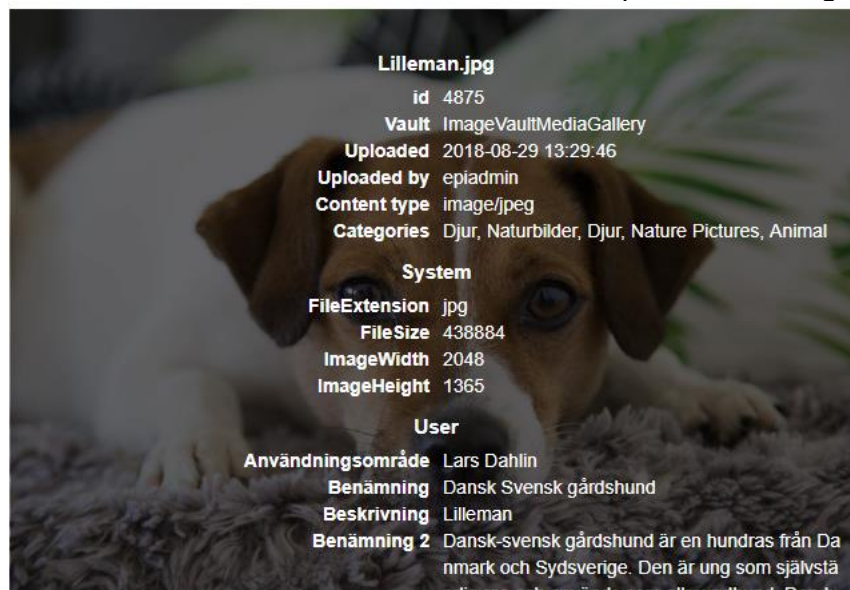 Lilleman.jpg
id 4875
Vault ImageVaultMediaGallery
Uploaded 2018-08-29 13:29:46
Uploaded by epiadmin
Content type image/jpeg
Categories Djur, Naturbilder, Djur, Nature Pictures, Animal
System
FileExtension jpg
FileSize 438884
ImageWidth 2048
ImageHeight 1365
User
Användningsområde Lars Dahlin
Benämning Dansk Svensk gårdshund
Beskrivning Lilleman
Benämning 2 Dansk-svensk gårdshund är en hundras från Da
nmark och Sydsverige. Den är ung som självstä